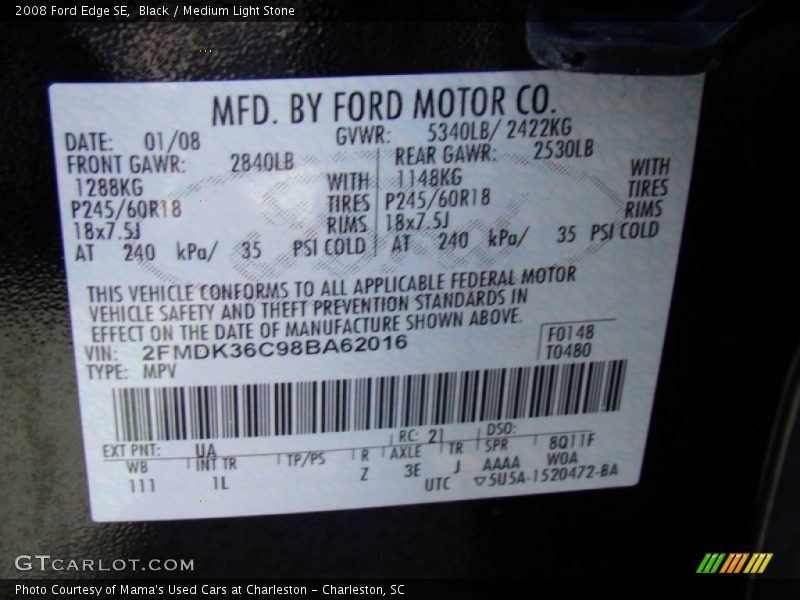 2008 Ford Edge SE, Black / Medium Light Stone
MFD. BY FORD MOTOR CO.
DATE: 01/08 GVWR: 5340LB/ 2422KG
FRONT GAWR: 2840LB REAR GAWR: 2530LB
1288KG WITH 1148KG WITH
P245/60R18 TIRES P245/60R18 TIRES
18x7.5J RIMS 18x7.5J RIMS
AT 240 kPa/ 35 PSI COLD AT 240 kPa/ 35 PSI COLD
THIS VEHICLE CONFORMS TO ALL APPLICABLE FEDERAL MOTOR
VEHICLE SAFETY AND THEFT PREVENTION STANDARDS IN
EFFECT ON THE DATE OF MANUFACTURE SHOWN ABOVE.
VIN: 2FMDK36C98BA62016 F0148
TYPE: MPV T0480
EXT PNT: UA RC: 21 DSO:
WB INT TR TP/PS R AXLE TR SPR 8Q11F
111 1L Z 3E J AAAA W0A
UTC 5U5A-1520472-BA
GTCARLOT.COM
Photo Courtesy of Mama's Used Cars at Charleston - Charleston, SC